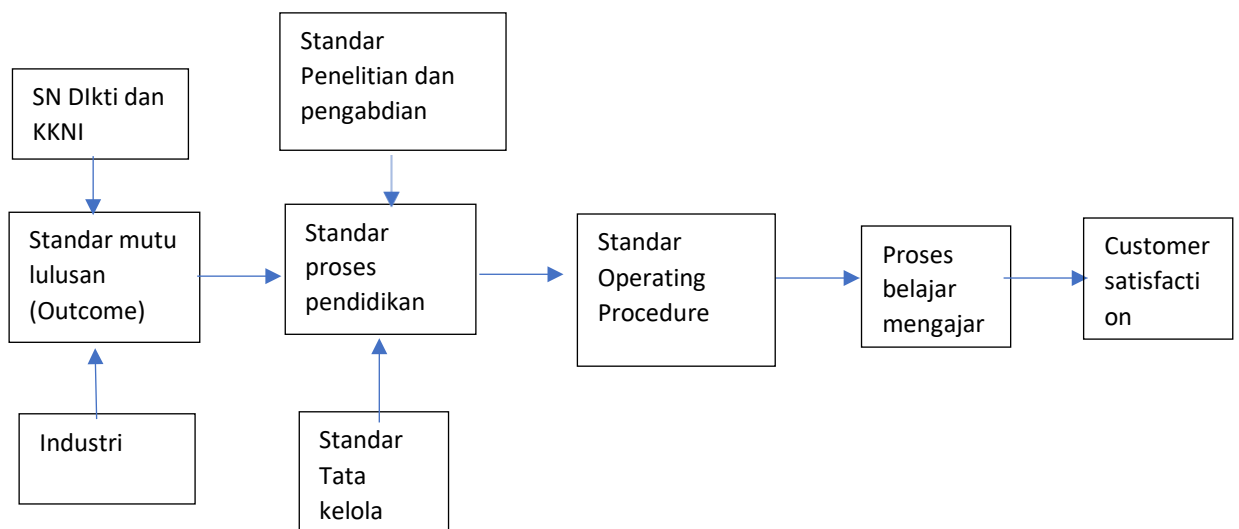 Standar
Penelitian dan
pengabdian
SN DIkti dan
KKNI
Standar mutu
lulusan
(Outcome)
Standar
proses
pendidikan
Standar
Operating
Procedure
Proses
belajar
mengajar
Customer
satisfacti
on
Industri
Standar
Tata
kelola